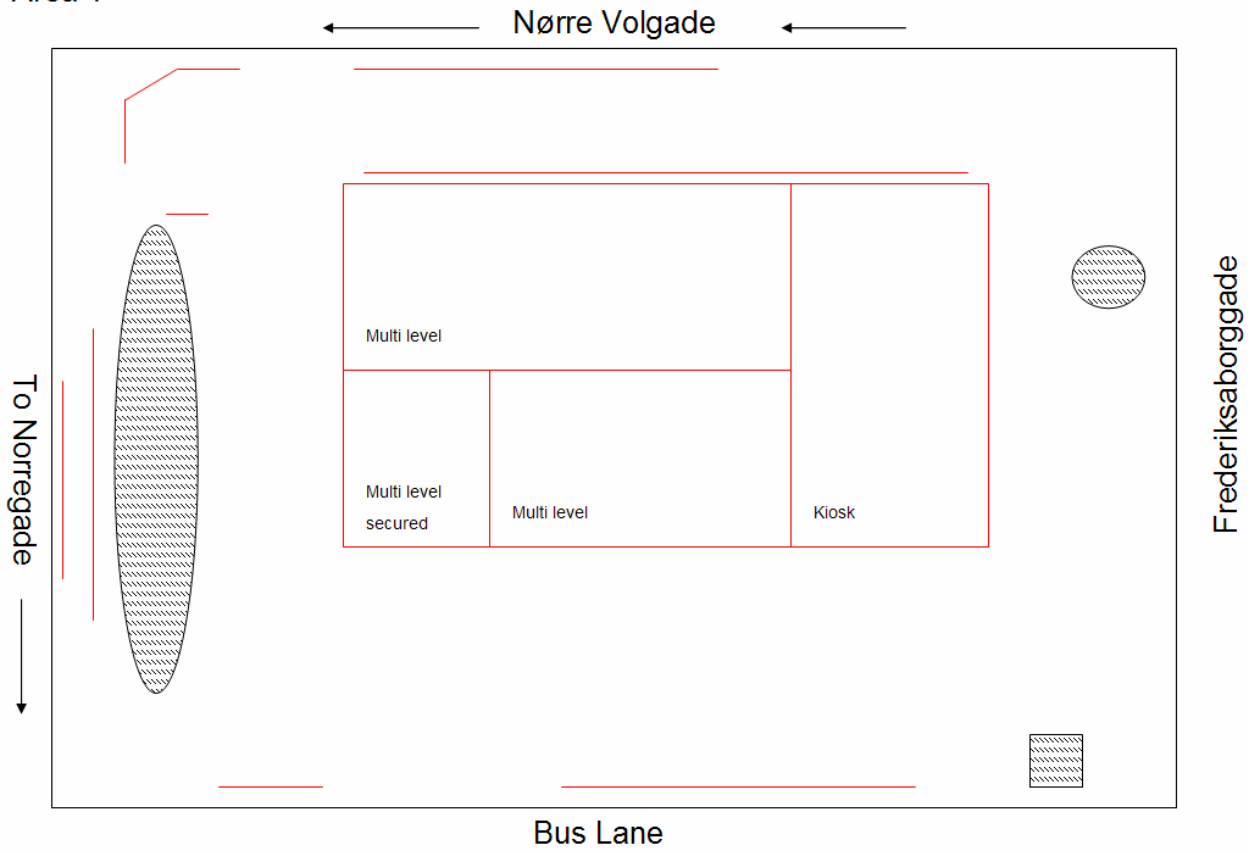 Nørre Volgade
Multi level
Multi level
secured
Multi level
Kiosk
To Norregade
Frederiksaborggade
Bus Lane